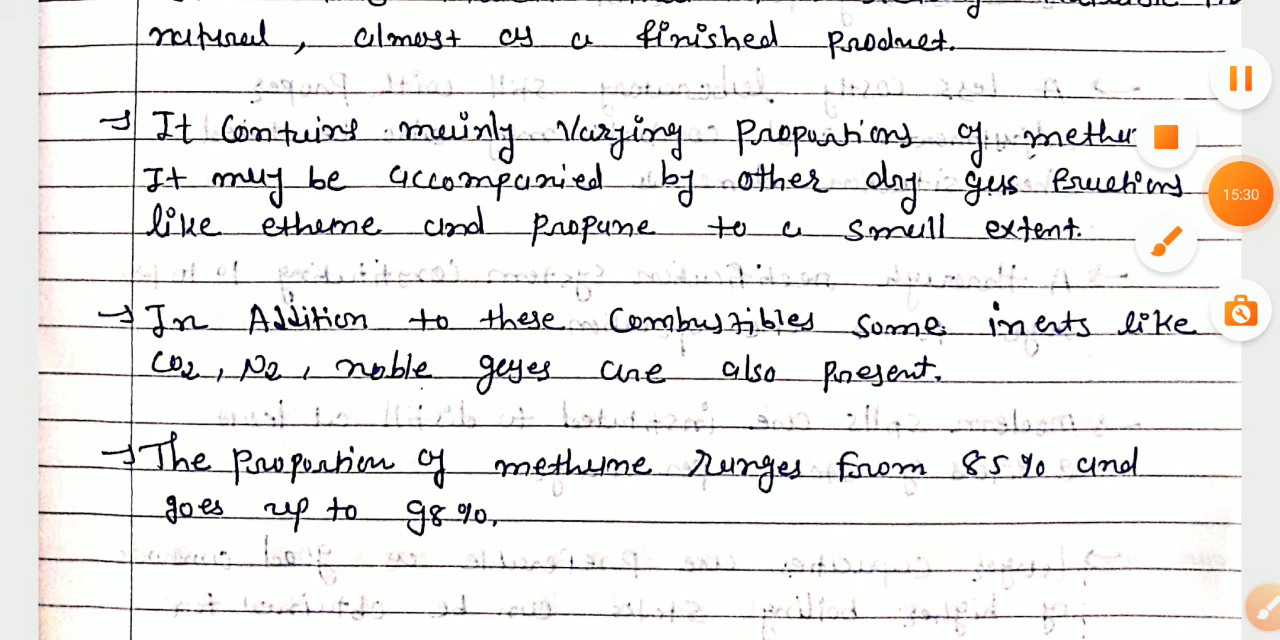 natural, almost as a finished product.
→ It contains mainly varying proportions of
It may be accompanied by other dry gas fractions
like ethane and propane to a small extent.
→ In Addition to these combustibles some inerts like
CO2, N2, noble gases are also present.
→ The proportion of methane ranges from 85% and
goes up to 98%.
15:30